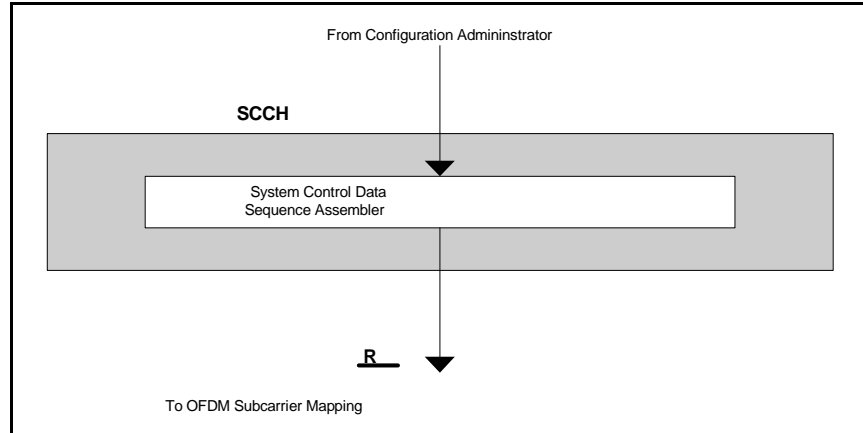 From Configuration Admininstrator
SCCH
System Control Data
Sequence Assembler
R
To OFDM Subcarrier Mapping